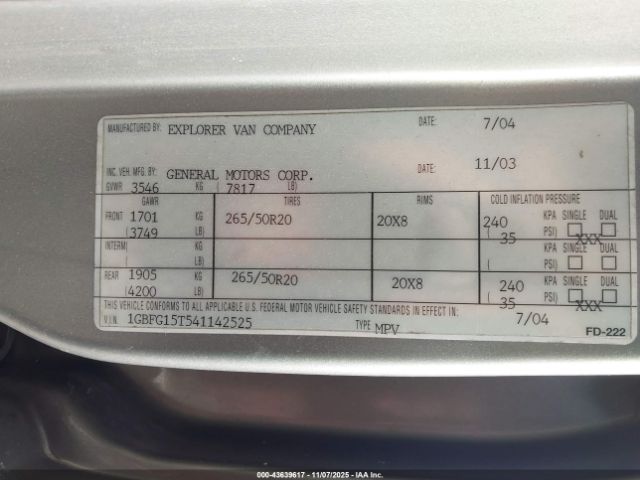 MANUFACTURED BY: EXPLORER VAN COMPANY DATE: 7/04
INC. VEH. MFG. BY: GENERAL MOTORS CORP. DATE: 11/03
GVWR 3546 KG ( 7817 LB)
GAWR TIRES RIMS COLD INFLATION PRESSURE
FRONT 1701 KG 265/50R20 20X8 240 KPA SINGLE DUAL
(3749 LB) ( 35 PSI) XXX
INTERM KG KPA SINGLE DUAL
( LB) ( PSI)
REAR 1905 KG 265/50R20 20X8 240 KPA SINGLE DUAL
(4200 LB) ( 35 PSI) XXX
THIS VEHICLE CONFORMS TO ALL APPLICABLE U.S. FEDERAL MOTOR VEHICLE SAFETY STANDARDS IN EFFECT IN: 7/04
V.I.N. 1GBFG15T541142525 TYPE MPV FD-222
000-43639617 - 11/07/2025 - IAA Inc.